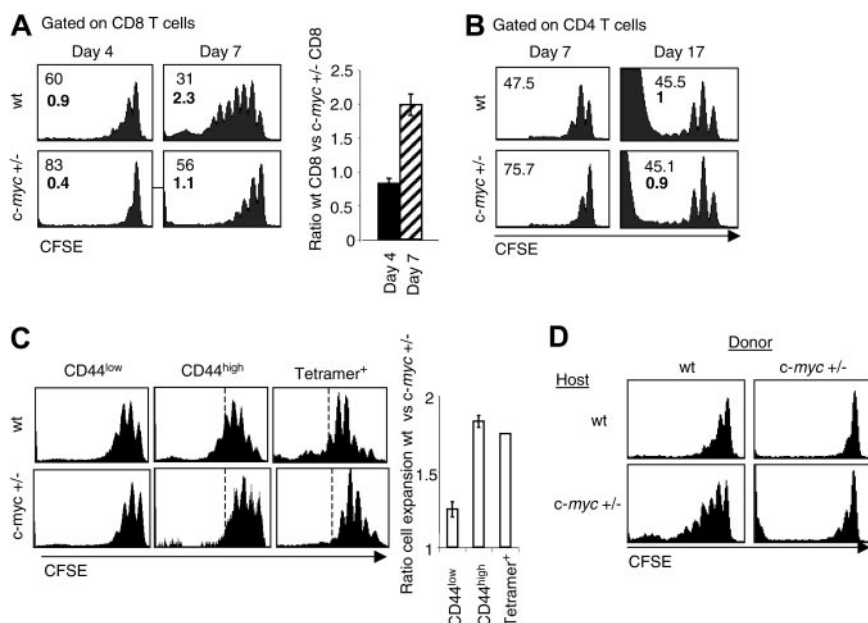 A Gated on CD8 T cells
Day 4 Day 7
wt
60
0.9
31
2.3
c-myc +/-
83
0.4
56
1.1
CFSE
Ratio wt CD8 vs c-myc +/- CD8
2.5
2.0
1.5
1.0
0.5
0
Day 4
Day 7
B Gated on CD4 T cells
Day 7 Day 17
wt
47.5
45.5
1
c-myc +/-
75.7
45.1
0.9
CFSE
C
CD44low CD44high Tetramer+
wt
c-myc +/-
CFSE
Ratio cell expansion wt vs c-myc +/-
2
1.5
1
CD44low
CD44high
Tetramer+
D
Donor
Host wt c-myc +/-
wt
c-myc +/-
CFSE